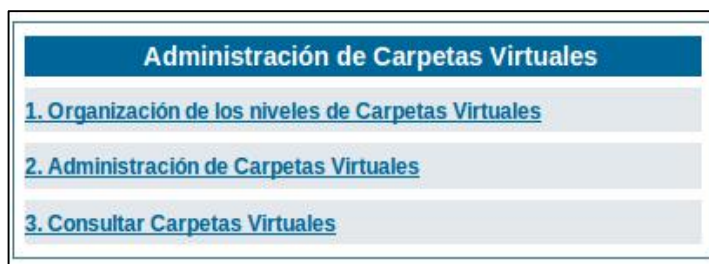 Administración de Carpetas Virtuales
1. Organización de los niveles de Carpetas Virtuales
2. Administración de Carpetas Virtuales
3. Consultar Carpetas Virtuales